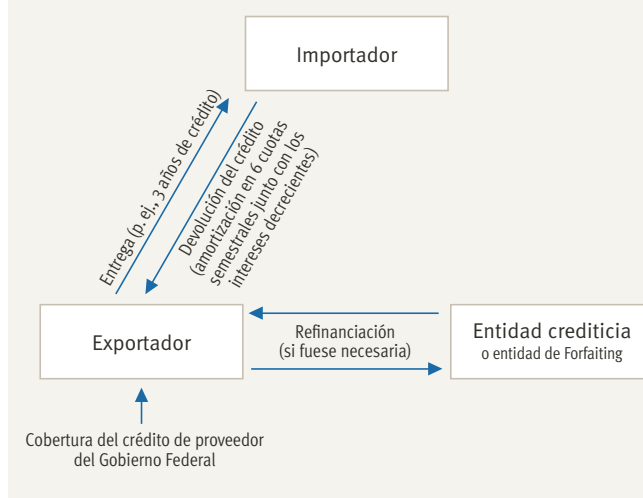 Importador
Entrega (p. ej., 3 años de crédito)
Devolución del crédito
(amortización en 6 cuotas
semestrales junto con los
intereses decrecientes)
Exportador
Refinanciación
(si fuese necesaria)
Entidad crediticia
o entidad de Forfaiting
Cobertura del crédito de proveedor
del Gobierno Federal